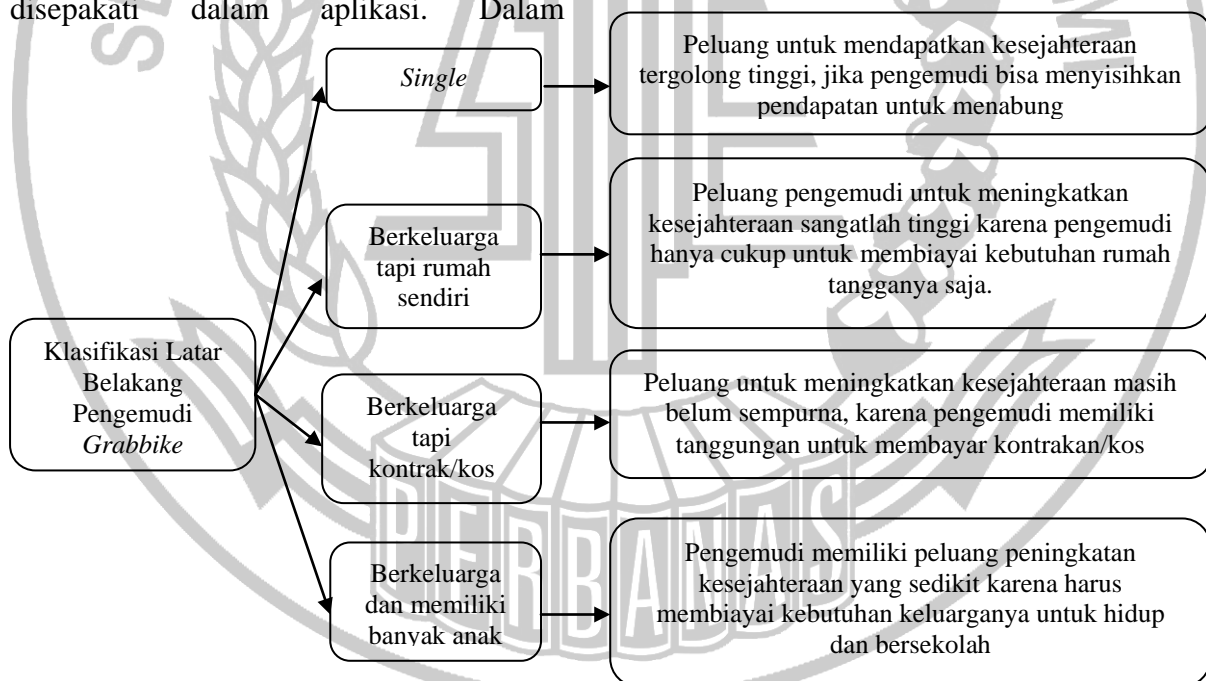 disepakati dalam aplikasi. Dalam
Single
Peluang untuk mendapatkan kesejahteraan
tergolong tinggi, jika pengemudi bisa menyisihkan
pendapatan untuk menabung
Berkeluarga
tapi rumah
sendiri
Peluang pengemudi untuk meningkatkan
kesejahteraan sangatlah tinggi karena pengemudi
hanya cukup untuk membiayai kebutuhan rumah
tangganya saja.
Klasifikasi Latar
Belakang
Pengemudi
Grabbike
Berkeluarga
tapi
kontrak/kos
Peluang untuk meningkatkan kesejahteraan masih
belum sempurna, karena pengemudi memiliki
tanggungan untuk membayar kontrakan/kos
Berkeluarga
dan memiliki
banyak anak
Pengemudi memiliki peluang peningkatan
kesejahteraan yang sedikit karena harus
membiayai kebutuhan keluarganya untuk hidup
dan bersekolah
PERBANAS